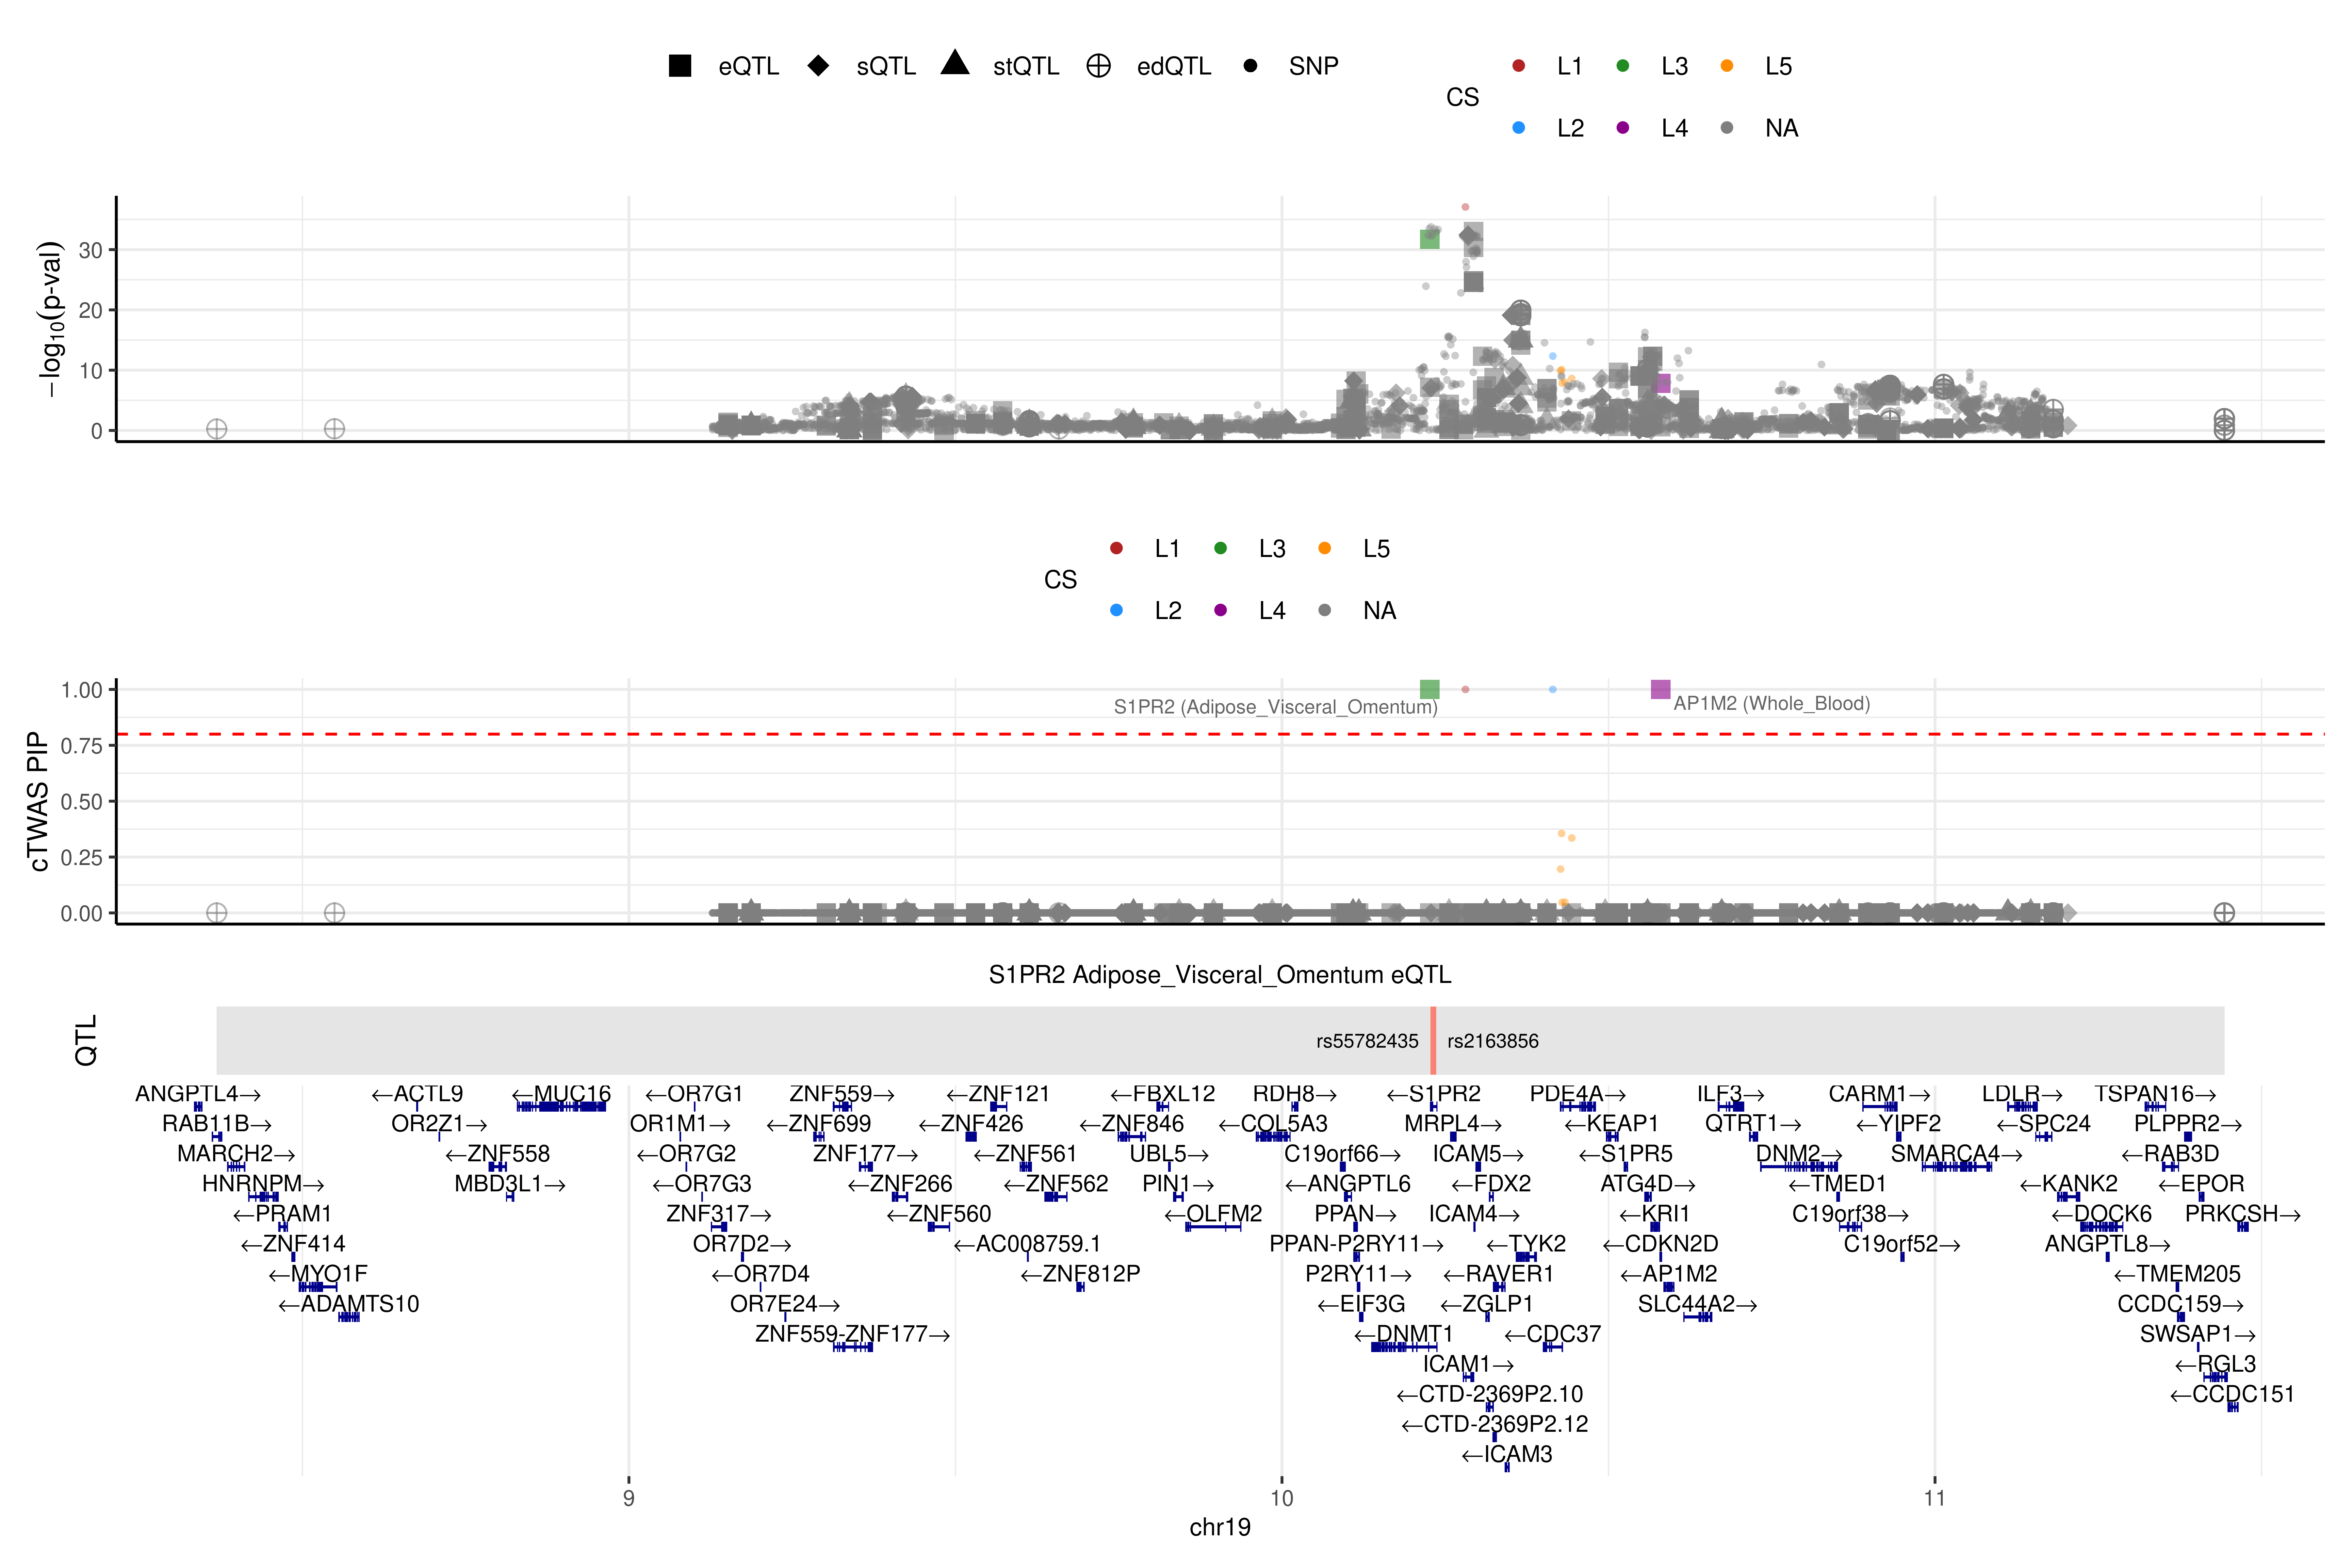 eQTL sQTL stQTL edQTL SNP
CS
L1 L3 L5
L2 L4 NA
−log10(p-val)
30
20
10
0
CS
L1 L3 L5
L2 L4 NA
cTWAS PIP
1.00
0.75
0.50
0.25
0.00
S1PR2 (Adipose_Visceral_Omentum)
AP1M2 (Whole_Blood)
S1PR2 Adipose_Visceral_Omentum eQTL
QTL
rs55782435 rs2163856
ANGPTL4→ ←ACTL9 ←MUC16 ←OR7G1 ZNF559→ ←ZNF121 ←FBXL12 RDH8→ ←S1PR2 PDE4A→ ILF3→ CARM1→ LDLR→ TSPAN16→
RAB11B→ OR2Z1→ OR1M1→ ←ZNF699 ←ZNF426 ←ZNF846 ←COL5A3 MRPL4→ ←KEAP1 QTRT1→ ←YIPF2 ←SPC24 PLPPR2→
MARCH2→ ←ZNF558 ←OR7G2 ZNF177→ ←ZNF561 UBL5→ C19orf66→ ICAM5→ ←S1PR5 DNM2→ SMARCA4→ ←RAB3D
HNRNPM→ MBD3L1→ ←OR7G3 ←ZNF266 ←ZNF562 PIN1→ ←ANGPTL6 ←FDX2 ATG4D→ ←TMED1 ←KANK2 ←EPOR
←PRAM1 ZNF317→ ←ZNF560 ←OLFM2 PPAN→ ICAM4→ ←KRI1 C19orf38→ ←DOCK6 PRKCSH→
←ZNF414 OR7D2→ ←AC008759.1 PPAN-P2RY11→ ←TYK2 ←CDKN2D C19orf52→ ANGPTL8→
←MYO1F ←OR7D4 ←ZNF812P P2RY11→ ←RAVER1 ←AP1M2 ←TMEM205
←ADAMTS10 OR7E24→ ←EIF3G ←ZGLP1 SLC44A2→ CCDC159→
ZNF559-ZNF177→ ←DNMT1 ←CDC37 SWSAP1→
ICAM1→ ←RGL3
←CTD-2369P2.10 ←CCDC151
←CTD-2369P2.12
←ICAM3
9 10 11
chr19